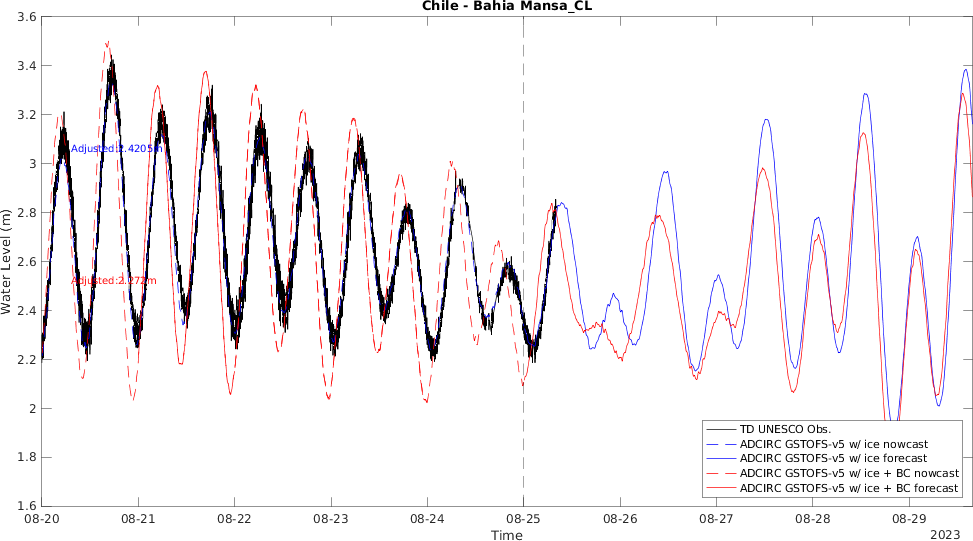 Chile - Bahia Mansa_CL
3.6
3.4
3.2
3
2.8
2.6
2.4
2.2
2
1.8
1.6
Water Level (m)
Adjusted:2.4205m
Adjusted:2.272m
TD UNESCO Obs.
ADCIRC GSTOFS-v5 w/ ice nowcast
ADCIRC GSTOFS-v5 w/ ice forecast
ADCIRC GSTOFS-v5 w/ ice + BC nowcast
ADCIRC GSTOFS-v5 w/ ice + BC forecast
08-20 08-21 08-22 08-23 08-24 08-25 08-26 08-27 08-28 08-29
Time
2023